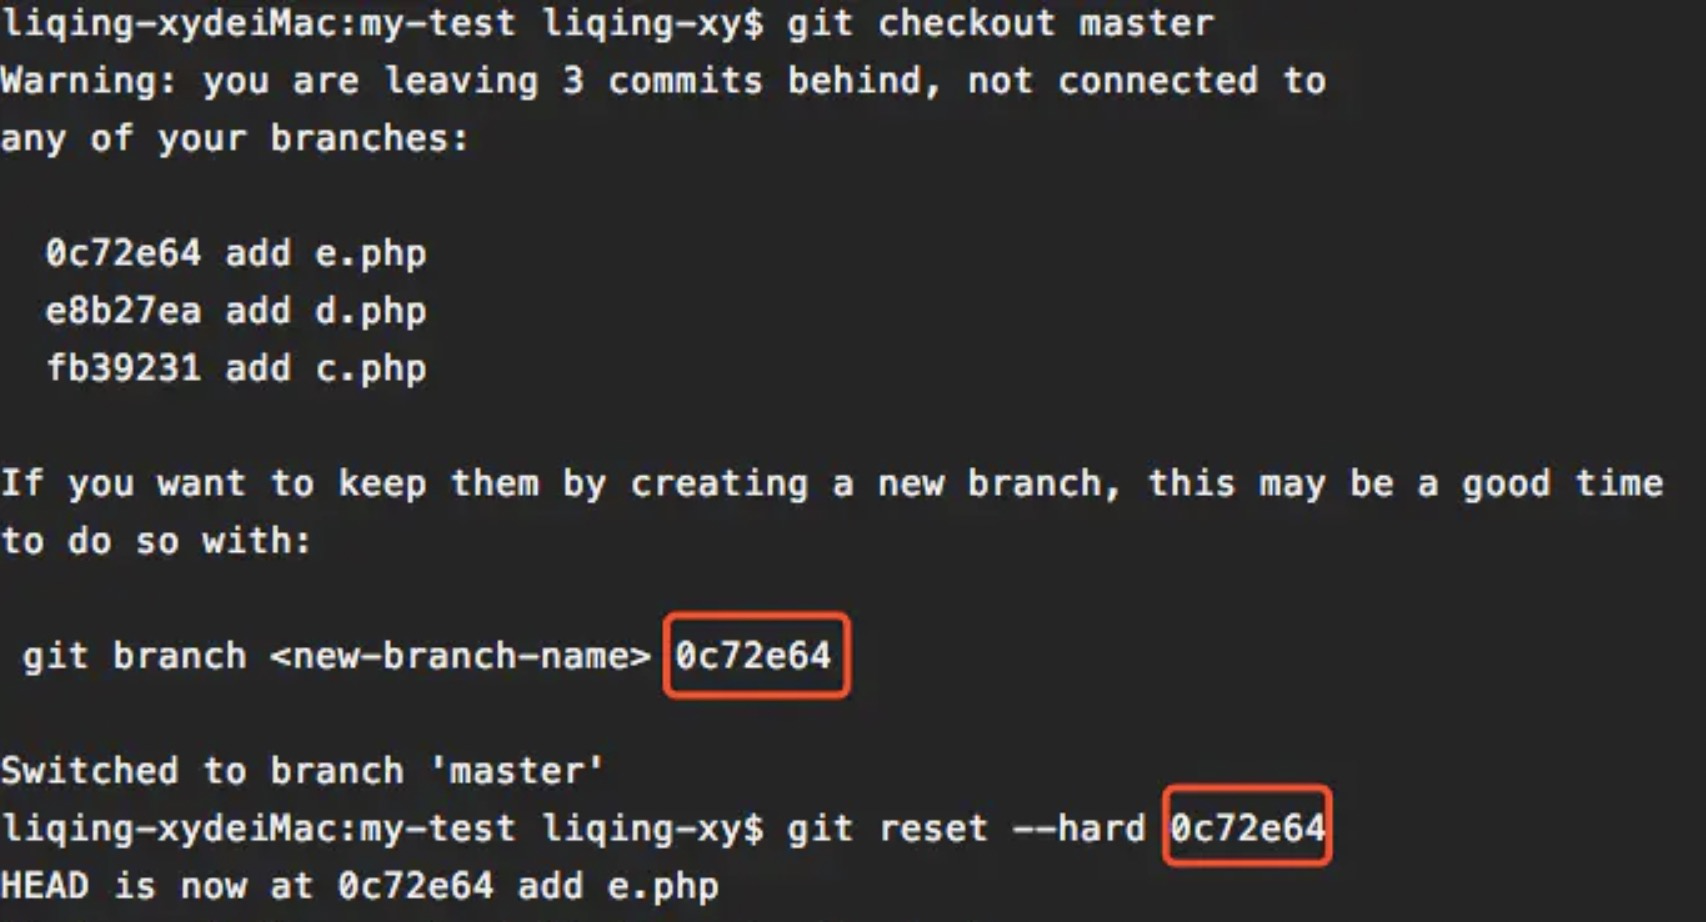 liqing-xydeiMac:my-test liqing-xy$ git checkout master
Warning: you are leaving 3 commits behind, not connected to
any of your branches:
0c72e64 add e.php
e8b27ea add d.php
fb39231 add c.php
If you want to keep them by creating a new branch, this may be a good time
to do so with:
git branch <new-branch-name> 0c72e64
Switched to branch 'master'
liqing-xydeiMac:my-test liqing-xy$ git reset --hard 0c72e64
HEAD is now at 0c72e64 add e.php